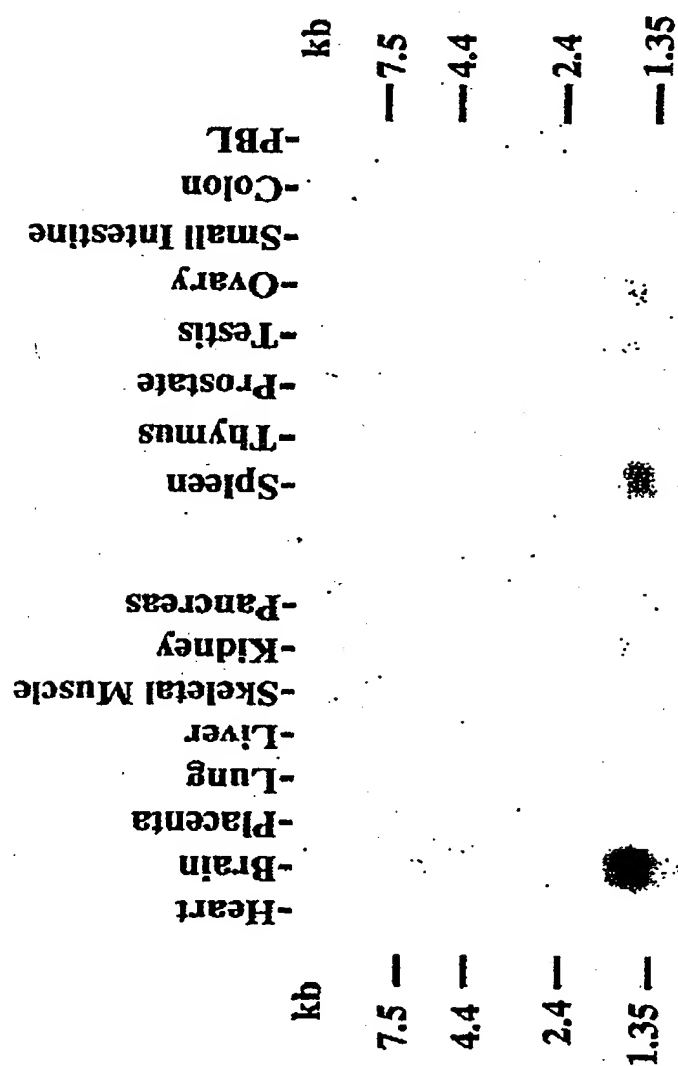 kb
7.5
4.4
2.4
1.35
-Heart
-Brain
-Placenta
-Lung
-Liver
-Skeletal Muscle
-Kidney
-Pancreas
-Spleen
-Thymus
-Prostate
-Testis
-Ovary
-Small Intestine
-Colon
-PBL
kb
7.5
4.4
2.4
1.35